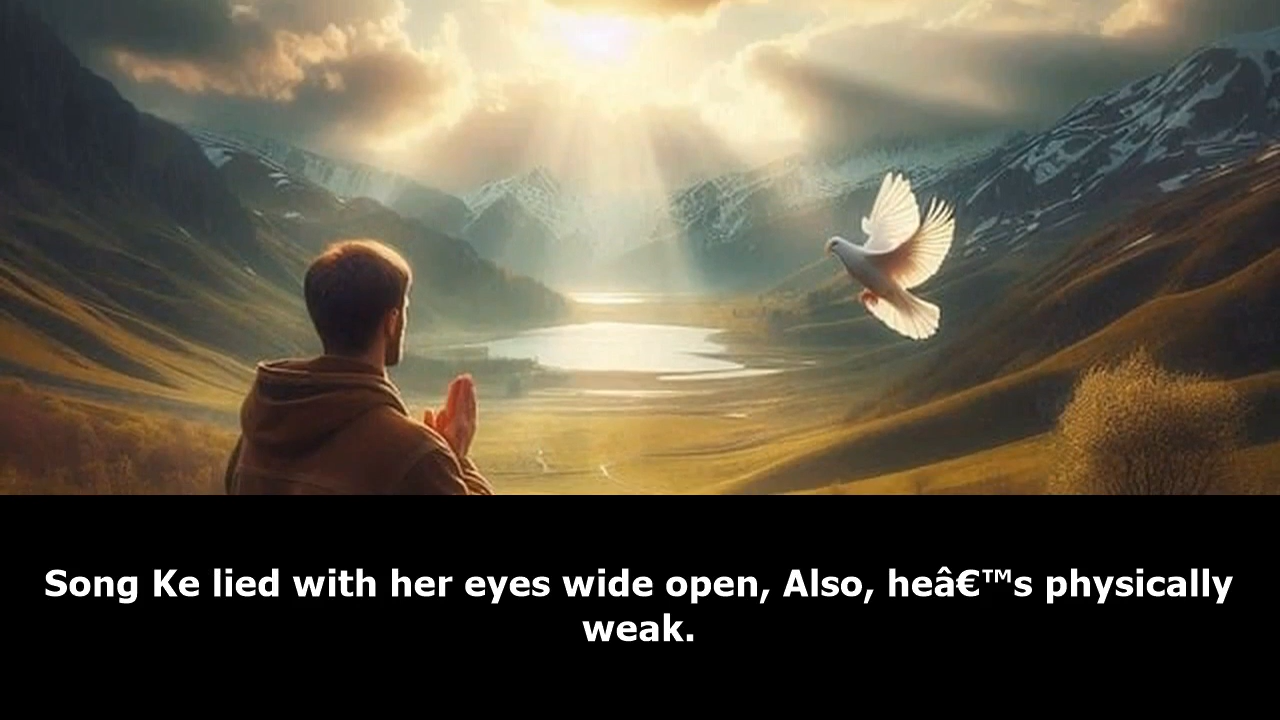 Song Ke lied with her eyes wide open, Also, heâ€™s physically
weak.